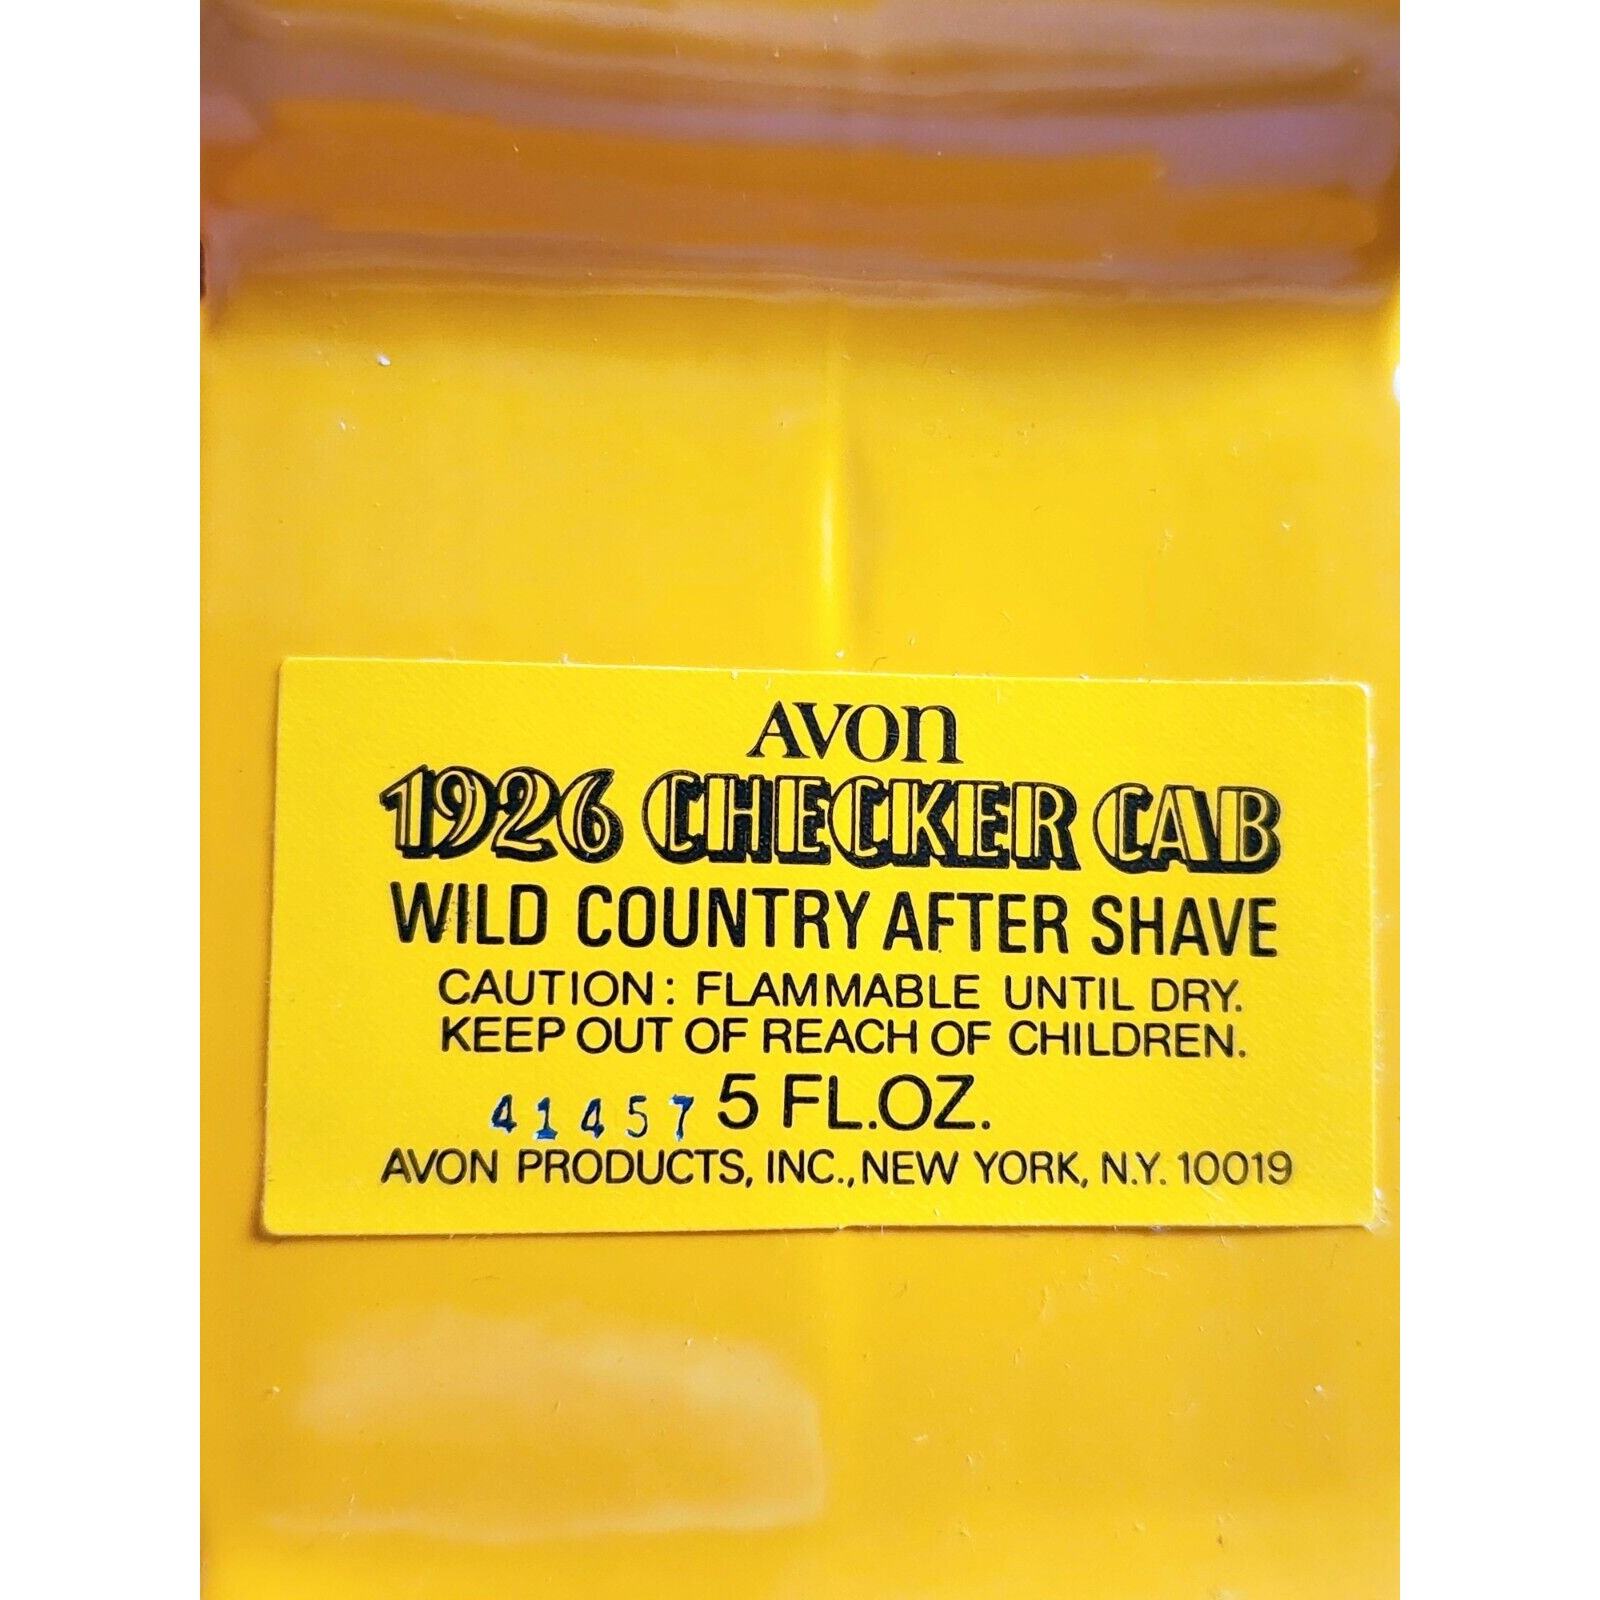 AVON
1926 CHECKER CAB
WILD COUNTRY AFTER SHAVE
CAUTION: FLAMMABLE UNTIL DRY.
KEEP OUT OF REACH OF CHILDREN.
41457 5 FL.OZ.
AVON PRODUCTS, INC., NEW YORK, N.Y. 10019